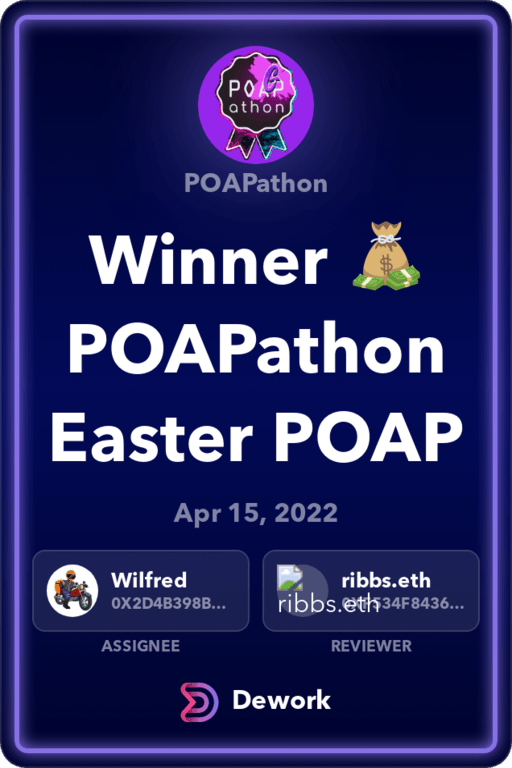 POAP
athon
POAPathon
Winner
POAPathon
Easter POAP
Apr 15, 2022
Wilfred
0X2D4B398B...
ASSIGNEE
ribbs.eth
ribbs.eth
REVIEWER
Dework